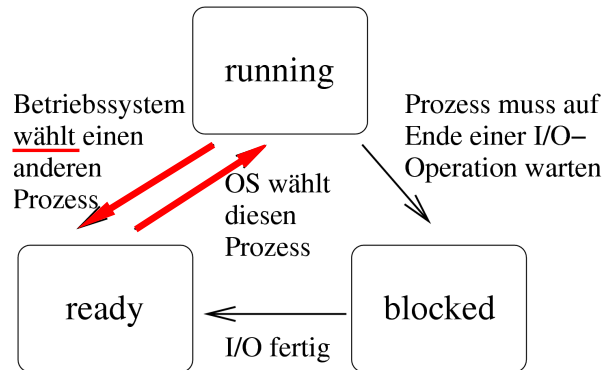 running
Betriebssystem
wählt einen
anderen
Prozess
Prozess muss auf
Ende einer I/O–
Operation warten
OS wählt
diesen
Prozess
ready
blocked
I/O fertig